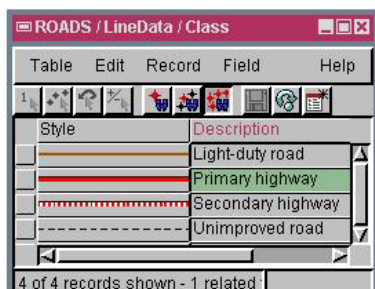 ROADS / LineData / Class
Table Edit Record Field Help
1
Style Description
Light-duty road
Primary highway
Secondary highway
Unimproved road
4 of 4 records shown - 1 related